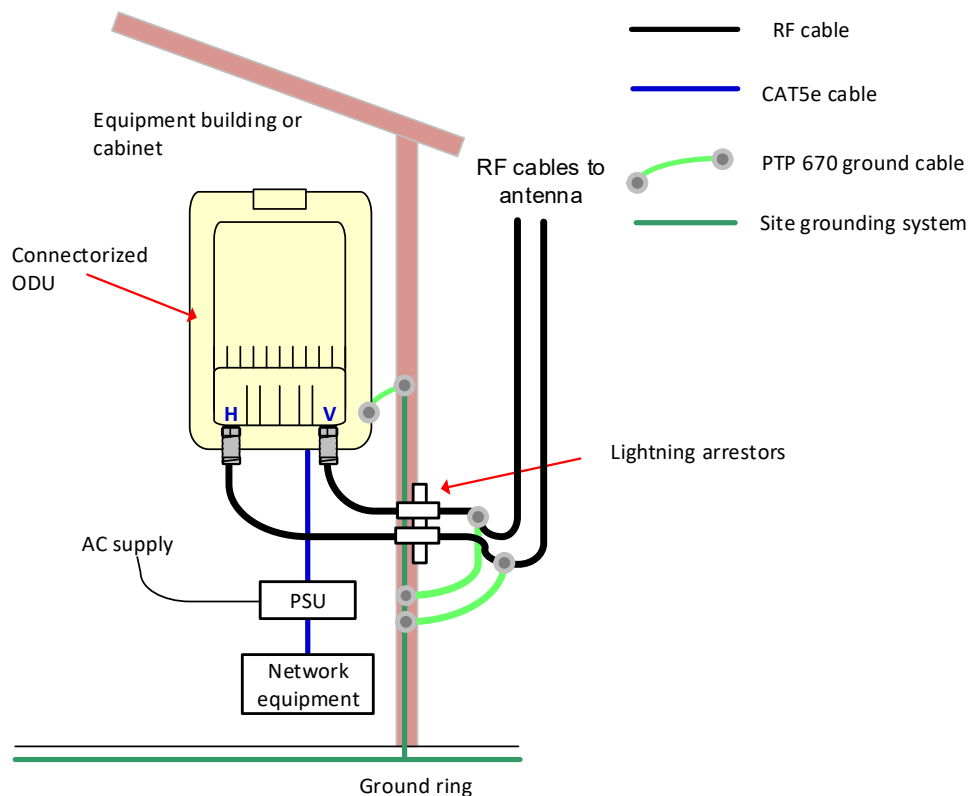 RF cable
CAT5e cable
Equipment building or
cabinet
RF cables to
antenna
PTP 670 ground cable
Site grounding system
Connectorized
ODU
H
V
Lightning arrestors
AC supply
PSU
Network
equipment
Ground ring